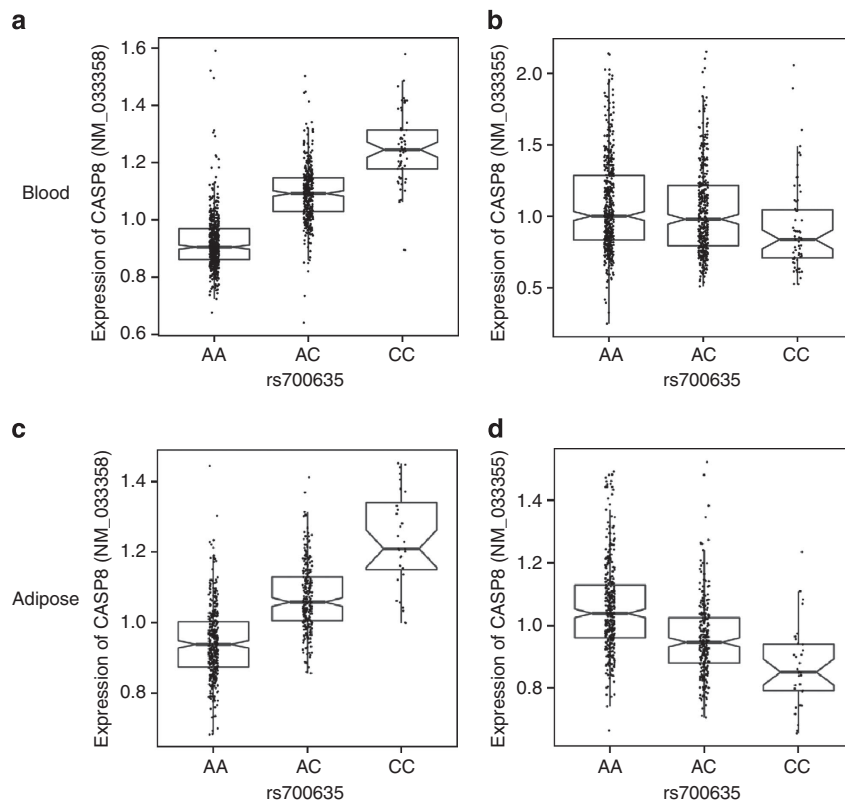 a
Blood
Expression of CASP8 (NM_033358)
1.6
1.4
1.2
1.0
0.8
0.6
AA AC CC
rs700635
b
Expression of CASP8 (NM_033355)
2.0
1.5
1.0
0.5
AA AC CC
rs700635
c
Adipose
Expression of CASP8 (NM_033358)
1.4
1.2
1.0
0.8
AA AC CC
rs700635
d
Expression of CASP8 (NM_033355)
1.4
1.2
1.0
0.8
AA AC CC
rs700635